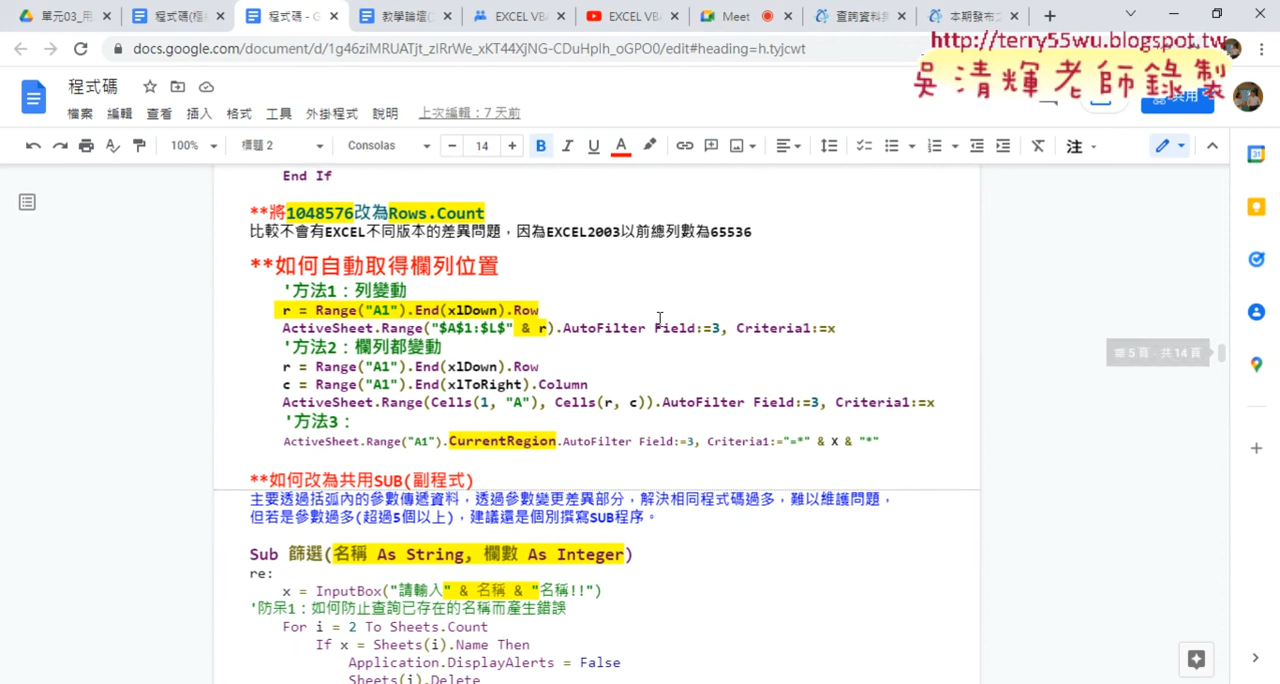 單元03_用
程式碼(框
程式碼 - G
教學論壇(
EXCEL VB
EXCEL VB
Meet
查詢資料
本期發布之
docs.google.com/document/d/1g46ziMRUATjt_zlRrWe_xKT44XjNG-CDuHplh_oGPO0/edit#heading=h.tyjcwt
http://terry55wu.blogspot.tw
吳清輝老師錄製
程式碼
共用
檔案 編輯 查看 插入 格式 工具 外掛程式 說明 上次編輯：7 天前
100% 標題 2 Consolas 14 B I U A 注
End If
**將1048576改為Rows.Count
比較不會有EXCEL不同版本的差異問題，因為EXCEL2003以前總列數為65536
**如何自動取得欄列位置
'方法1：列變動
r = Range("A1").End(xlDown).Row
ActiveSheet.Range("$A$1:$L$" & r).AutoFilter Field:=3, Criteria1:=x
'方法2：欄列都變動
r = Range("A1").End(xlDown).Row
c = Range("A1").End(xlToRight).Column
ActiveSheet.Range(Cells(1, "A"), Cells(r, c)).AutoFilter Field:=3, Criteria1:=x
'方法3：
ActiveSheet.Range("A1").CurrentRegion.AutoFilter Field:=3, Criteria1:="=*" & X & "*"
第 5 頁，共 14 頁
**如何改為共用SUB(副程式)
主要透過括弧內的參數傳遞資料，透過參數變更差異部分，解決相同程式碼過多，難以維護問題，
但若是參數過多(超過5個以上)，建議還是個別撰寫SUB程序。
Sub 篩選(名稱 As String, 欄數 As Integer)
re:
x = InputBox("請輸入" & 名稱 & "名稱!!")
'防呆1：如何防止查詢已存在的名稱而產生錯誤
For i = 2 To Sheets.Count
If x = Sheets(i).Name Then
Application.DisplayAlerts = False
Sheets(i).Delete